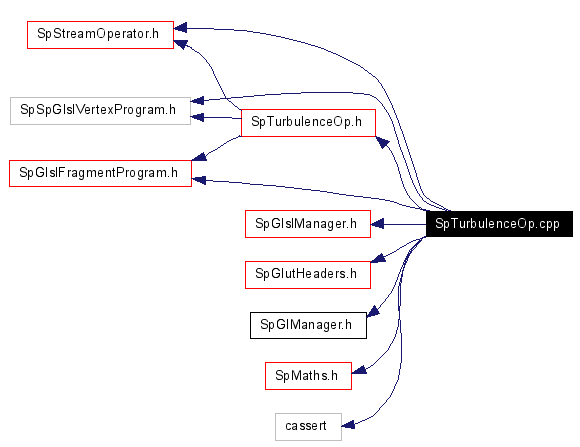 SpStreamOperator.h
SpSpGlslVertexProgram.h
SpTurbulenceOp.h
SpGlslFragmentProgram.h
SpGlslManager.h
SpTurbulenceOp.cpp
SpGlutHeaders.h
SpGlManager.h
SpMaths.h
cassert